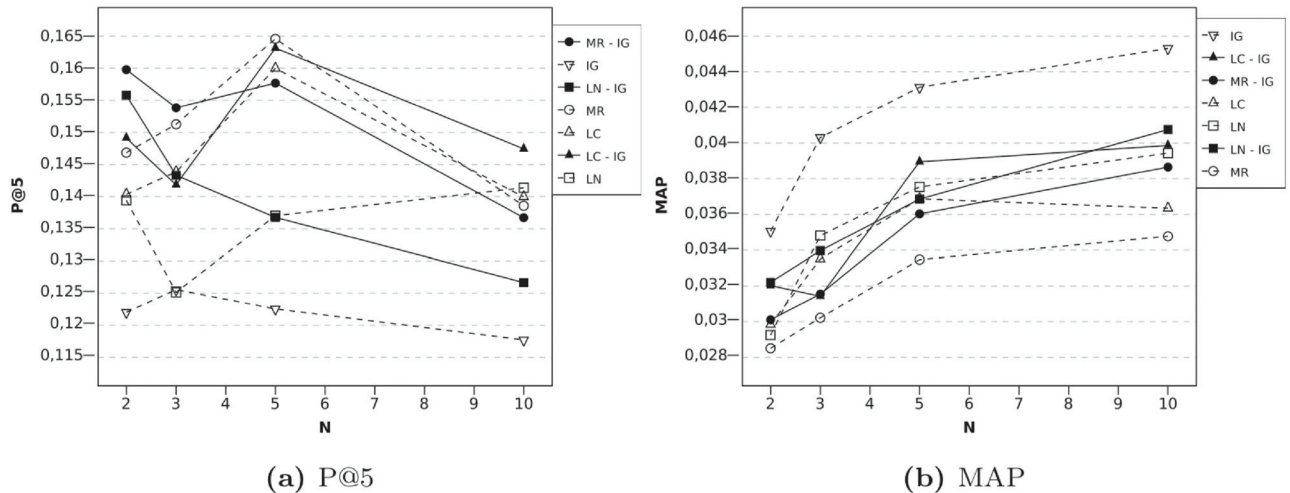 0,165
0,16
0,155
0,15
0,145
0,14
0,135
0,13
0,125
0,12
0,115
P@5
2 3 4 5 6 7 8 9 10
N
MR - IG
IG
LN - IG
MR
LC
LC - IG
LN
(a) P@5
0,046
0,044
0,042
0,04
0,038
0,036
0,034
0,032
0,03
0,028
MAP
2 3 4 5 6 7 8 9 10
N
IG
LC - IG
MR - IG
LC
LN
LN - IG
MR
(b) MAP